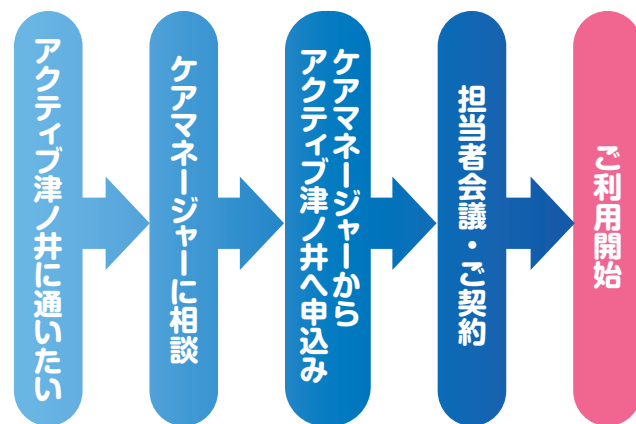 アクティブ津ノ井に通いたい
ケアマネージャーに相談
ケアマネージャーから
アクティブ津ノ井へ申込み
担当者会議・ご契約
ご利用開始